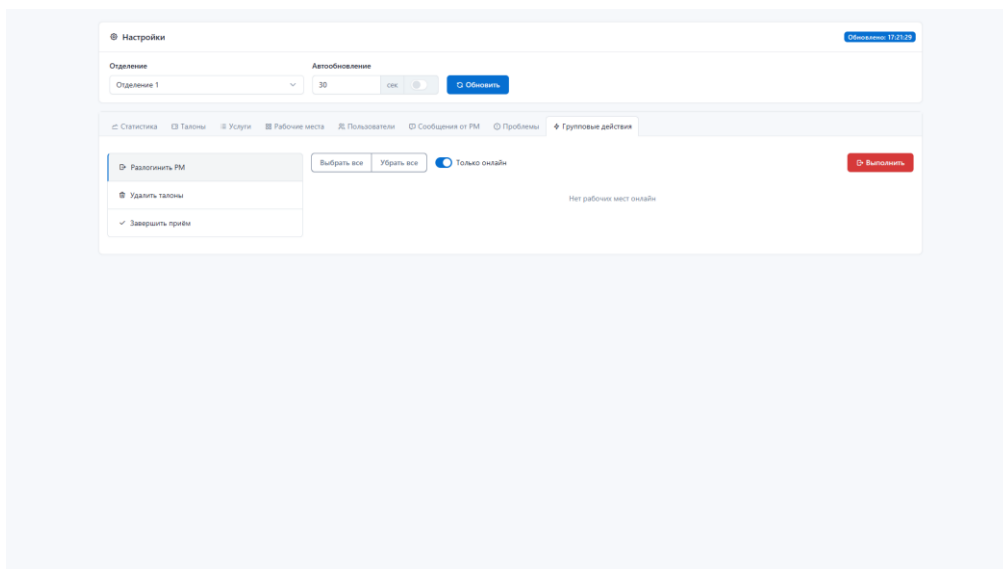 Настройки
Обновлено: 17:21:29
Отделение
Автообновление
Отделение 1
30
сек
Обновить
Статистика
Талоны
Услуги
Рабочие места
Пользователи
Сообщения от РМ
Проблемы
Групповые действия
Разлогинить РМ
Выбрать все
Убрать все
Только онлайн
Выполнить
Удалить талоны
Нет рабочих мест онлайн
Завершить приём